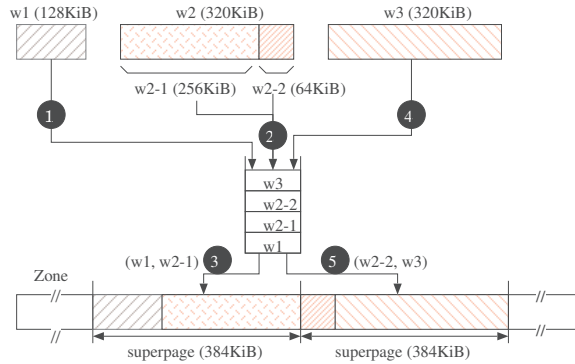 w1 (128KiB) w2 (320KiB) w3 (320KiB)
w2-1 (256KiB) w2-2 (64KiB)
1 2 4
w3
w2-2
w2-1
w1
(w1, w2-1) 3 5 (w2-2, w3)
Zone
// // // //
superpage (384KiB) superpage (384KiB)